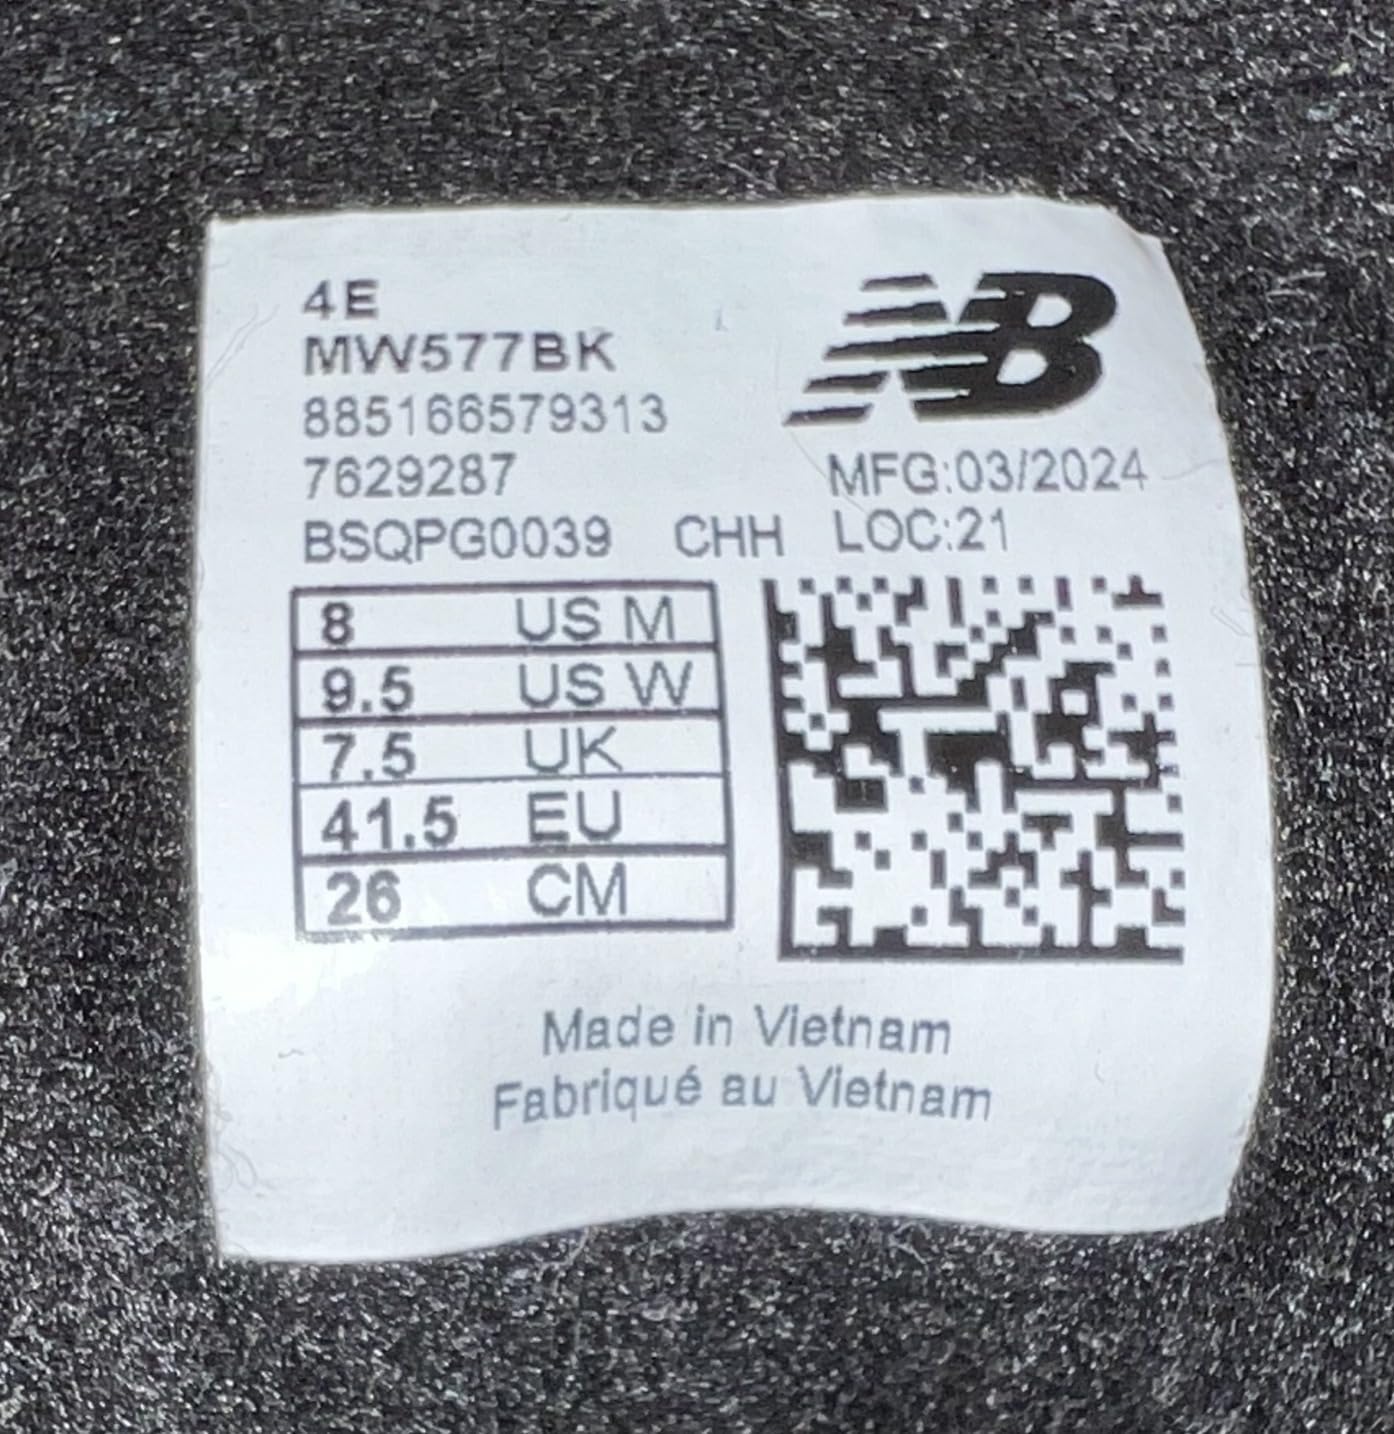 4E
MW577BK
885166579313
7629287
BSQPG0039 CHH
NB
MFG:03/2024
LOC:21
8 US M
9.5 US W
7.5 UK
41.5 EU
26 CM
Made in Vietnam
Fabriqué au Vietnam